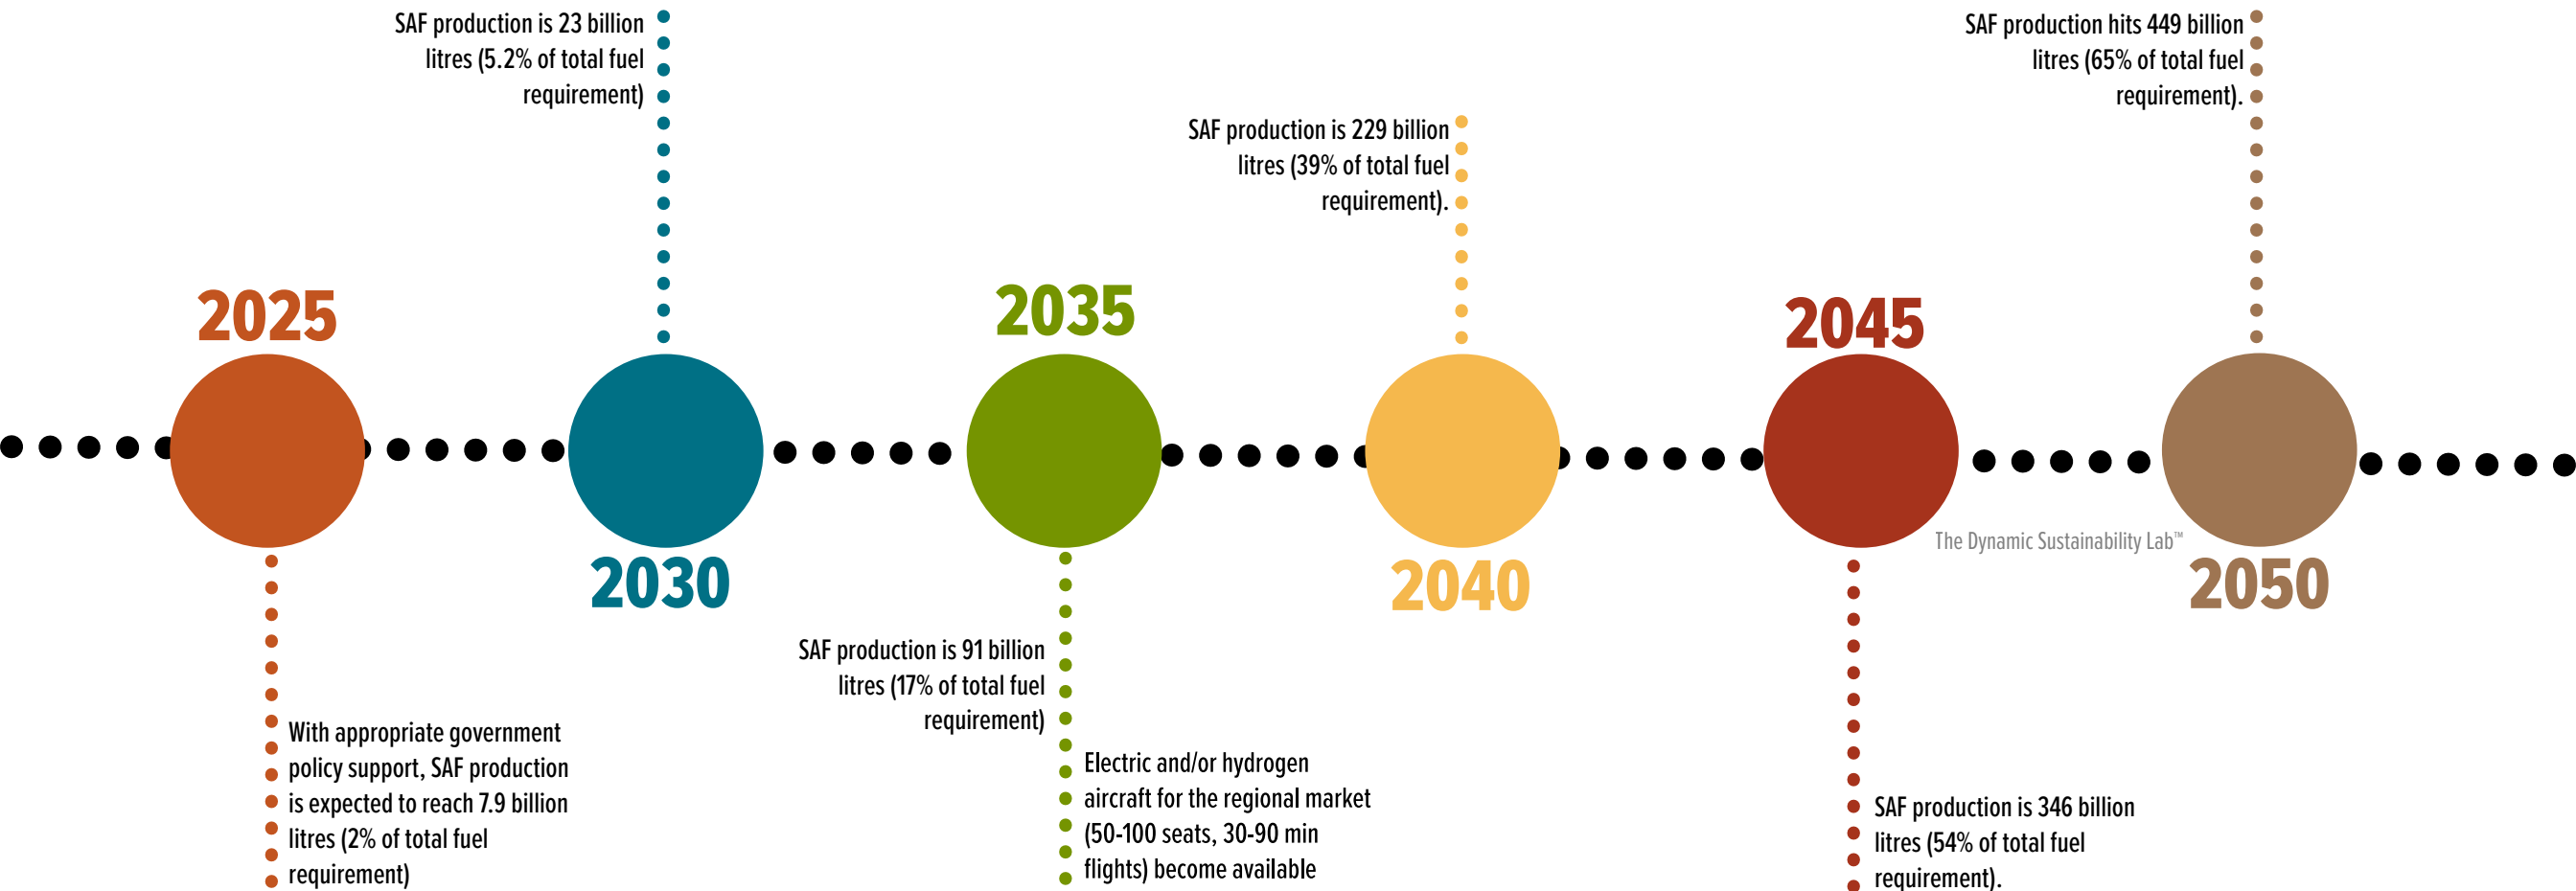 2025
With appropriate government
policy support, SAF production
is expected to reach 7.9 billion
litres (2% of total fuel
requirement)
SAF production is 23 billion
litres (5.2% of total fuel
requirement)
2030
2035
SAF production is 91 billion
litres (17% of total fuel
requirement)
Electric and/or hydrogen
aircraft for the regional market
(50-100 seats, 30-90 min
flights) become available
SAF production is 229 billion
litres (39% of total fuel
requirement).
2040
2045
SAF production is 346 billion
litres (54% of total fuel
requirement).
The Dynamic Sustainability Lab™
SAF production hits 449 billion
litres (65% of total fuel
requirement).
2050